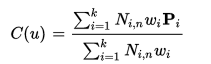 C(u) = \frac{\sum_{i=1}^{k} N_{i,n} w_i \mathbf{P}_i}{\sum_{i=1}^{k} N_{i,n} w_i}